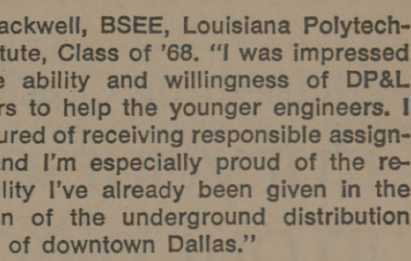 ackwell, BSEE, Louisiana Polytech-
tute, Class of '68. "I was impressed
e ability and willingness of DP&L
rs to help the younger engineers. I
ured of receiving responsible assign-
nd I'm especially proud of the re-
lity I've already been given in the
n of the underground distribution
of downtown Dallas."